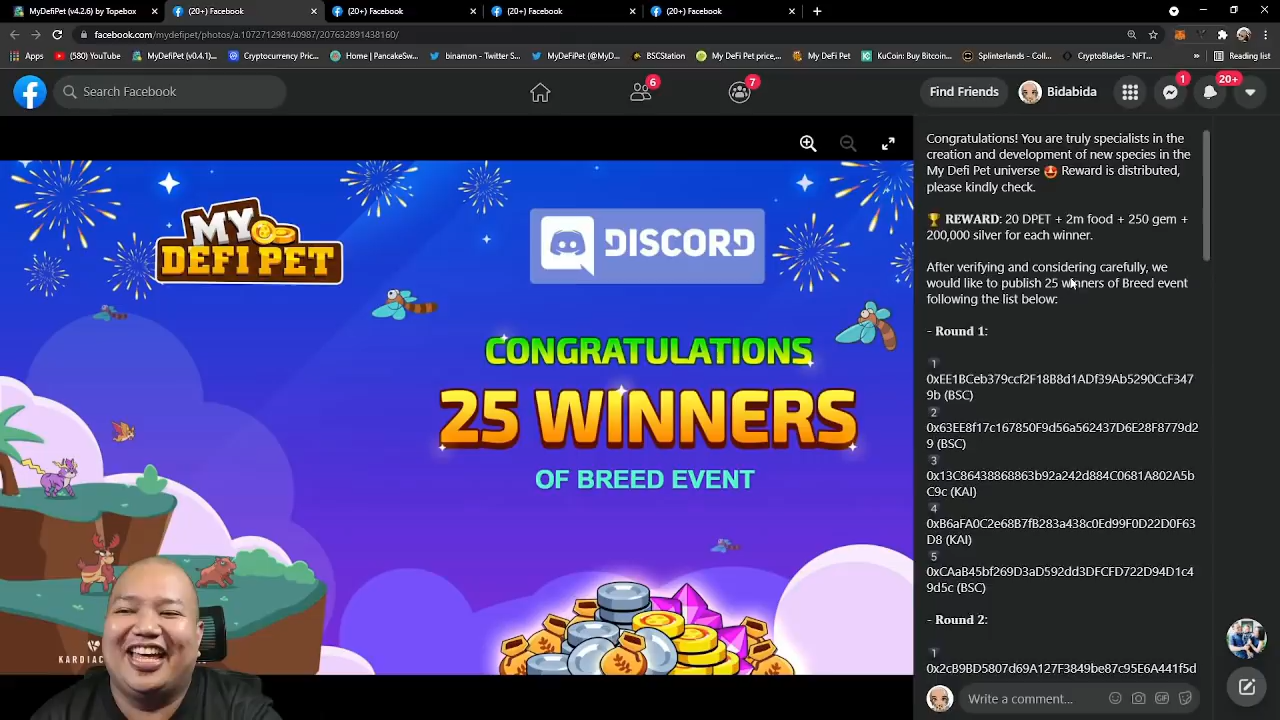 MyDefiPet (v4.2.6) by Topebox
(20+) Facebook
(20+) Facebook
(20+) Facebook
(20+) Facebook
facebook.com/mydefipet/photos/a.107271298140987/207632891438160/
Apps
(580) YouTube
MyDefiPet (v0.4.1)...
Cryptocurrency Pric...
Home | PancakeSwa...
binamon - Twitter S...
MyDeFiPet (@MyD...
BSCStation
My DeFi Pet price,...
My DeFi Pet
KuCoin: Buy Bitcoin...
Splinterlands - Coll...
CryptoBlades - NFT...
»
Reading list
Search Facebook
6
7
Find Friends
Bidabida
1
20+
MY
DEFI PET
DISCORD
CONGRATULATIONS
25 WINNERS
OF BREED EVENT
KARDIAC
Congratulations! You are truly specialists in the
creation and development of new species in the
My Defi Pet universe 🤩 Reward is distributed,
please kindly check.
🏆 REWARD: 20 DPET + 2m food + 250 gem +
200,000 silver for each winner.
After verifying and considering carefully, we
would like to publish 25 winners of Breed event
following the list below:
- Round 1:
1
0xEE1BCeb379ccf2F18B8d1ADf39Ab5290CcF347
9b (BSC)
2
0x63EE8f17c167850F9d56a562437D6E28F8779d2
9 (BSC)
3
0x13C86438868863b92a242d884C0681A802A5b
C9c (KAI)
4
0xB6aFA0C2e68B7fB283a438c0Ed99F0D22D0F63
D8 (KAI)
5
0xCAaB45bf269D3aD592dd3DFCFD722D94D1c4
9d5c (BSC)
- Round 2:
1
0x2cB9BD5807d69A127F3849be87c95E6A441f5d
Write a comment...
GIF